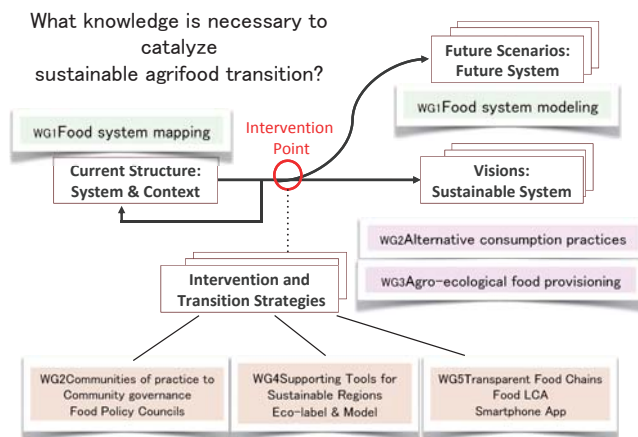 What knowledge is necessary to
catalyze
sustainable agrifood transition?
Future Scenarios:
Future System
WG1Food system modeling
WG1Food system mapping
Intervention
Point
Current Structure:
System & Context
Visions:
Sustainable System
WG2Alternative consumption practices
WG3Agro-ecological food provisioning
Intervention and
Transition Strategies
WG2Communities of practice to
Community governance
Food Policy Councils
WG4Supporting Tools for
Sustainable Regions
Eco-label & Model
WG5Transparent Food Chains
Food LCA
Smartphone App